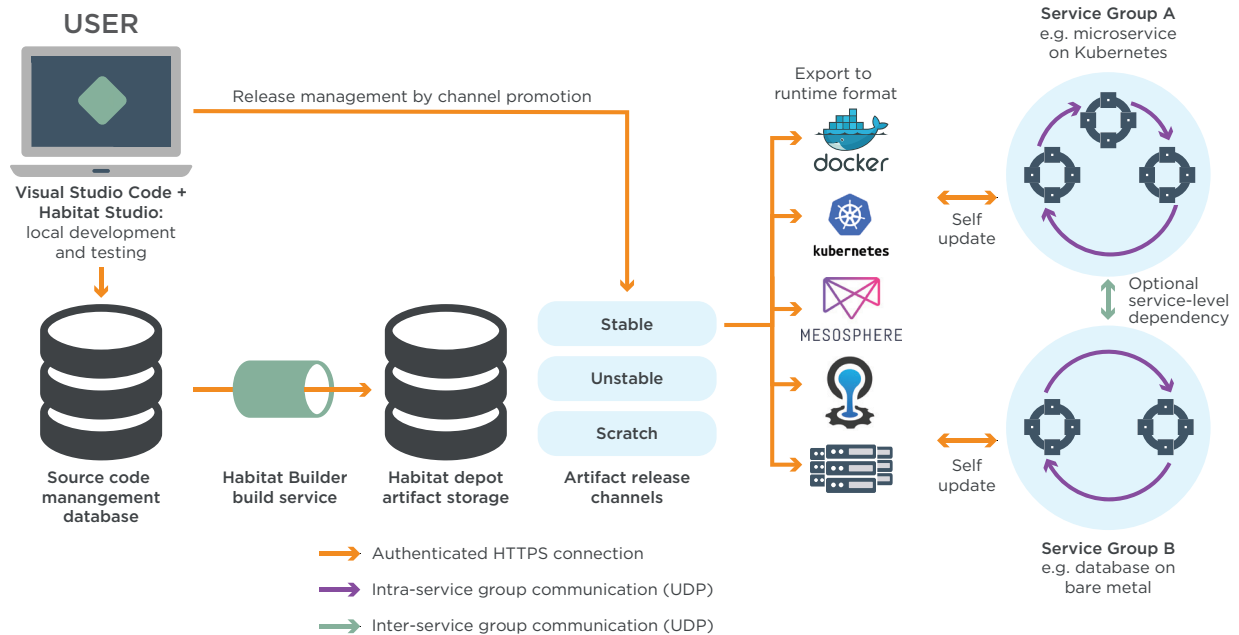 USER
Visual Studio Code +
Habitat Studio:
local development
and testing
Release management by channel promotion
Source code
manangement
database
Habitat Builder
build service
Habitat depot
artifact storage
Stable
Unstable
Scratch
Artifact release
channels
Export to
runtime format
docker
kubernetes
MESOSPHERE
Self
update
Self
update
Service Group A
e.g. microservice
on Kubernetes
Optional
service-level
dependency
Service Group B
e.g. database on
bare metal
Authenticated HTTPS connection
Intra-service group communication (UDP)
Inter-service group communication (UDP)